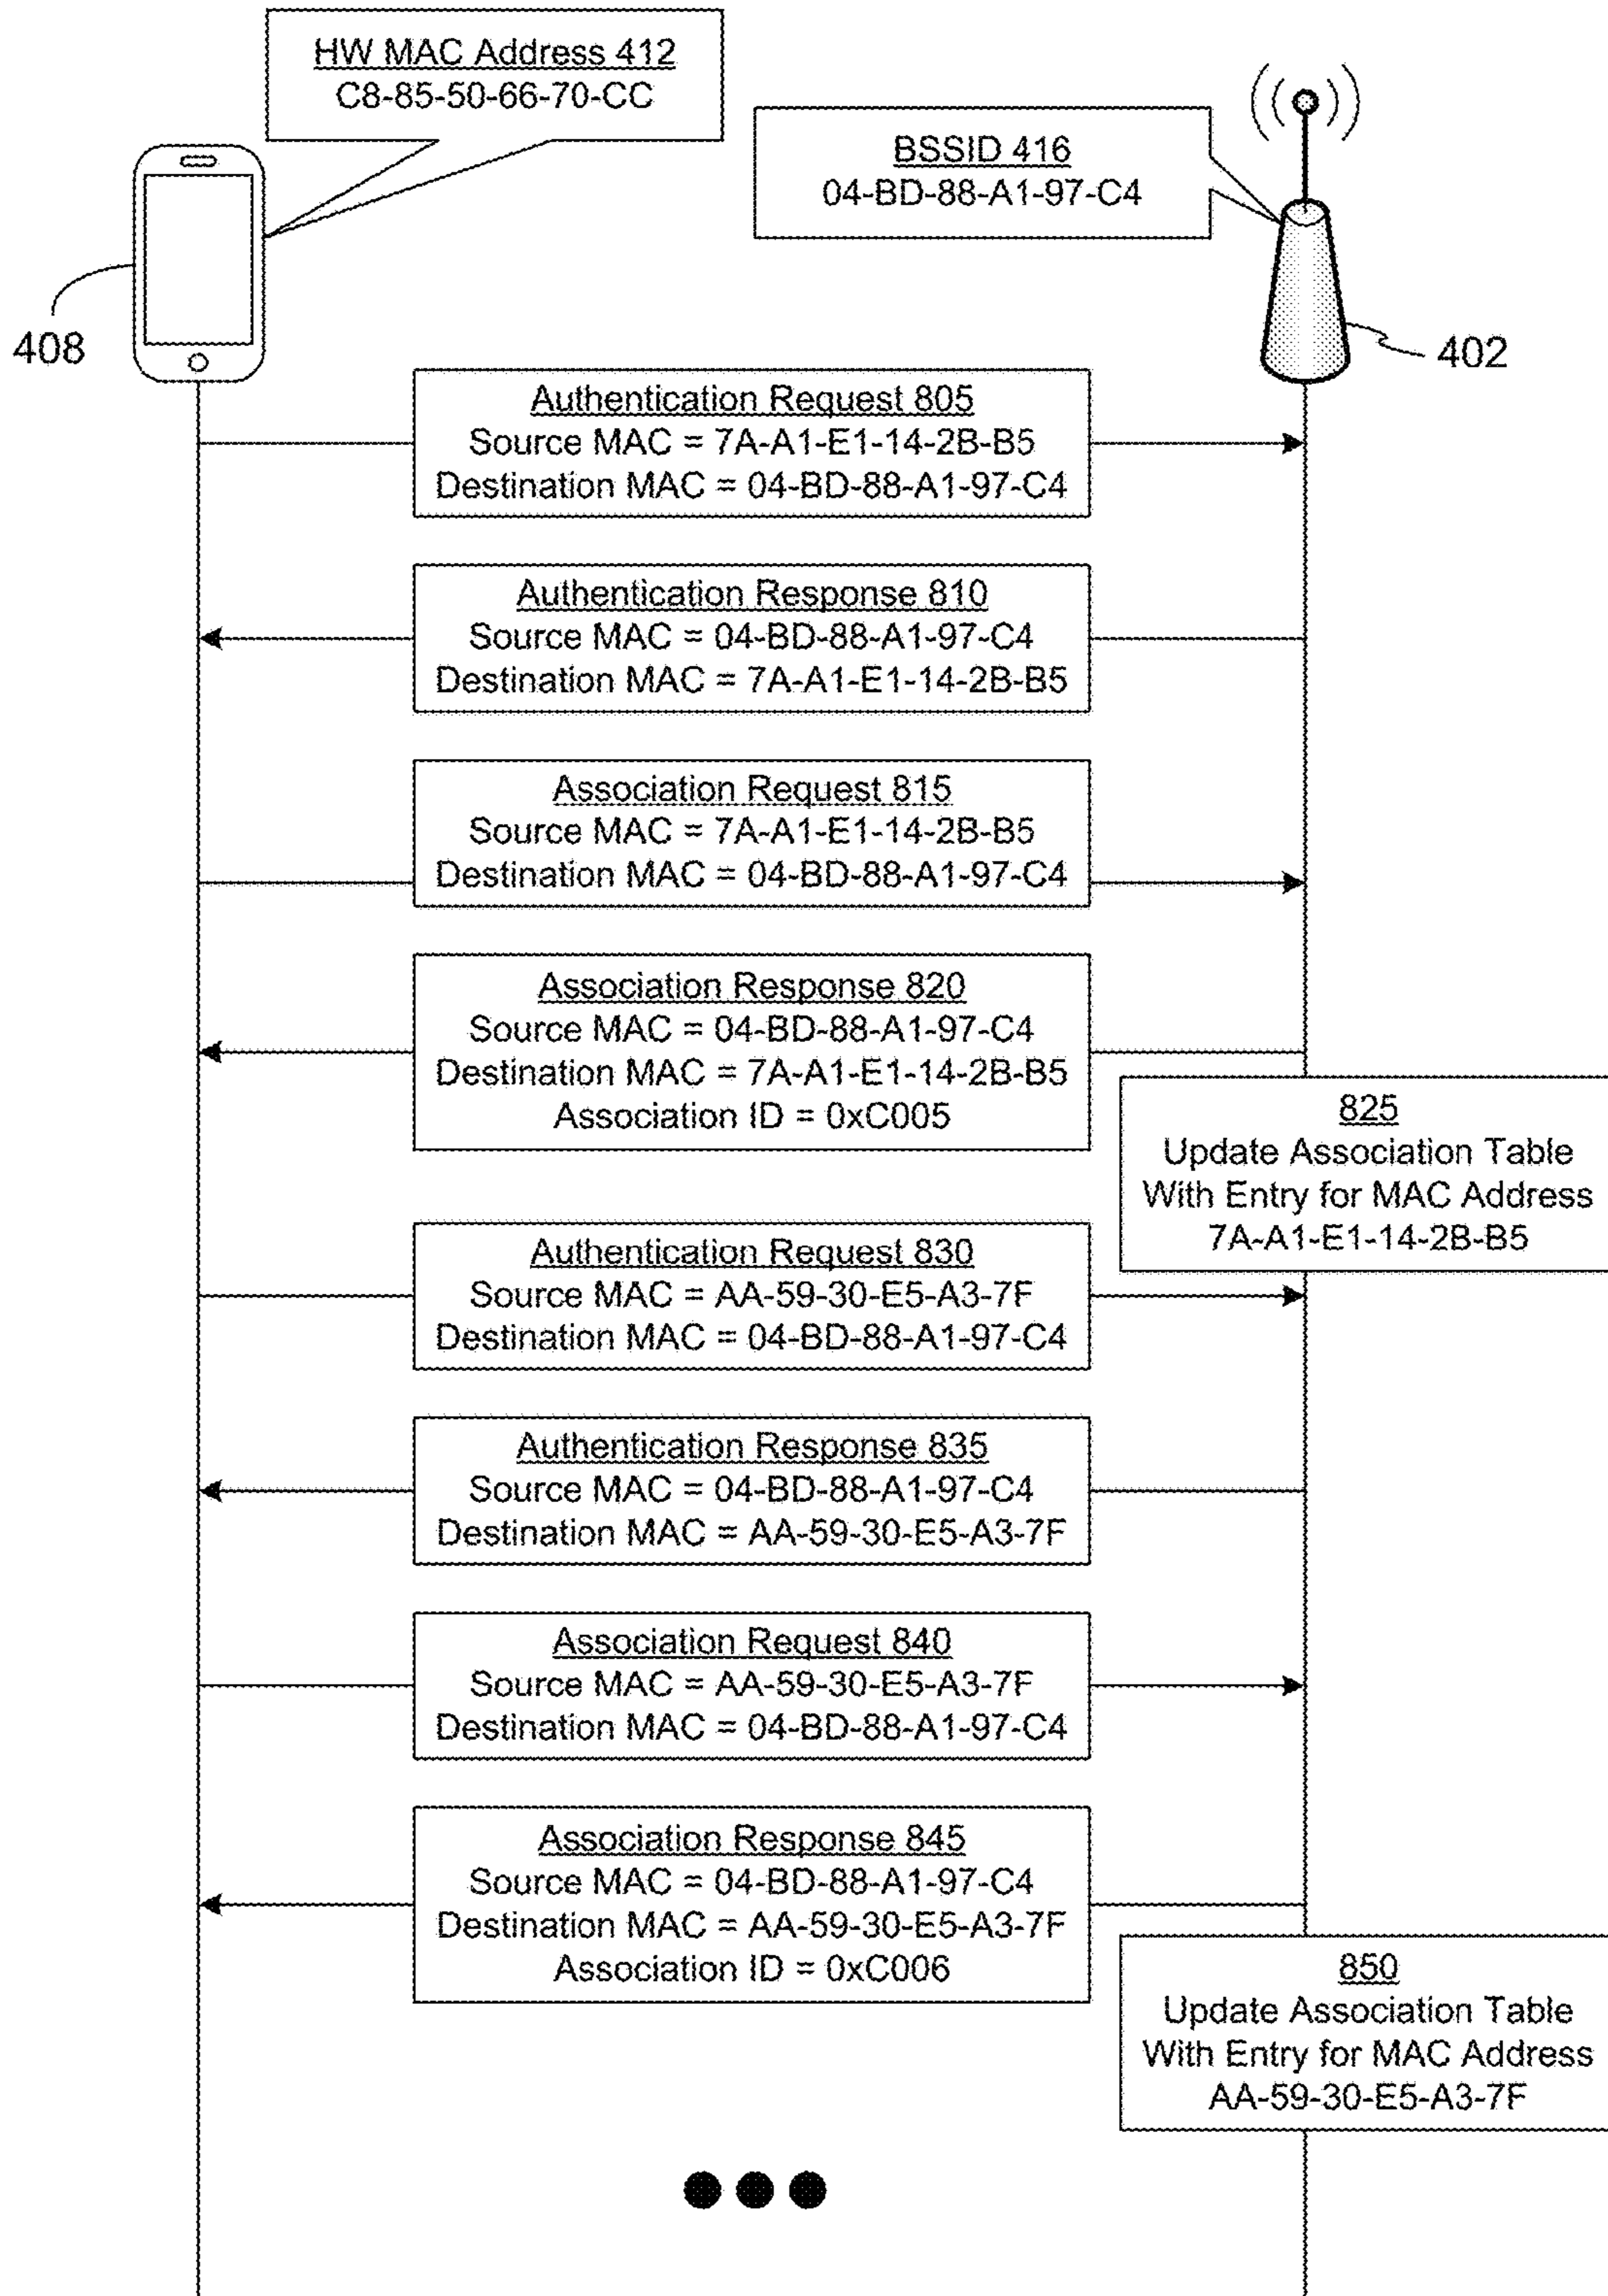 HW MAC Address 412
C8-85-50-66-70-CC
BSSID 416
04-BD-88-A1-97-C4
408
402
Authentication Request 805
Source MAC = 7A-A1-E1-14-2B-B5
Destination MAC = 04-BD-88-A1-97-C4
Authentication Response 810
Source MAC = 04-BD-88-A1-97-C4
Destination MAC = 7A-A1-E1-14-2B-B5
Association Request 815
Source MAC = 7A-A1-E1-14-2B-B5
Destination MAC = 04-BD-88-A1-97-C4
Association Response 820
Source MAC = 04-BD-88-A1-97-C4
Destination MAC = 7A-A1-E1-14-2B-B5
Association ID = 0xC005
825
Update Association Table
With Entry for MAC Address
7A-A1-E1-14-2B-B5
Authentication Request 830
Source MAC = AA-59-30-E5-A3-7F
Destination MAC = 04-BD-88-A1-97-C4
Authentication Response 835
Source MAC = 04-BD-88-A1-97-C4
Destination MAC = AA-59-30-E5-A3-7F
Association Request 840
Source MAC = AA-59-30-E5-A3-7F
Destination MAC = 04-BD-88-A1-97-C4
Association Response 845
Source MAC = 04-BD-88-A1-97-C4
Destination MAC = AA-59-30-E5-A3-7F
Association ID = 0xC006
850
Update Association Table
With Entry for MAC Address
AA-59-30-E5-A3-7F